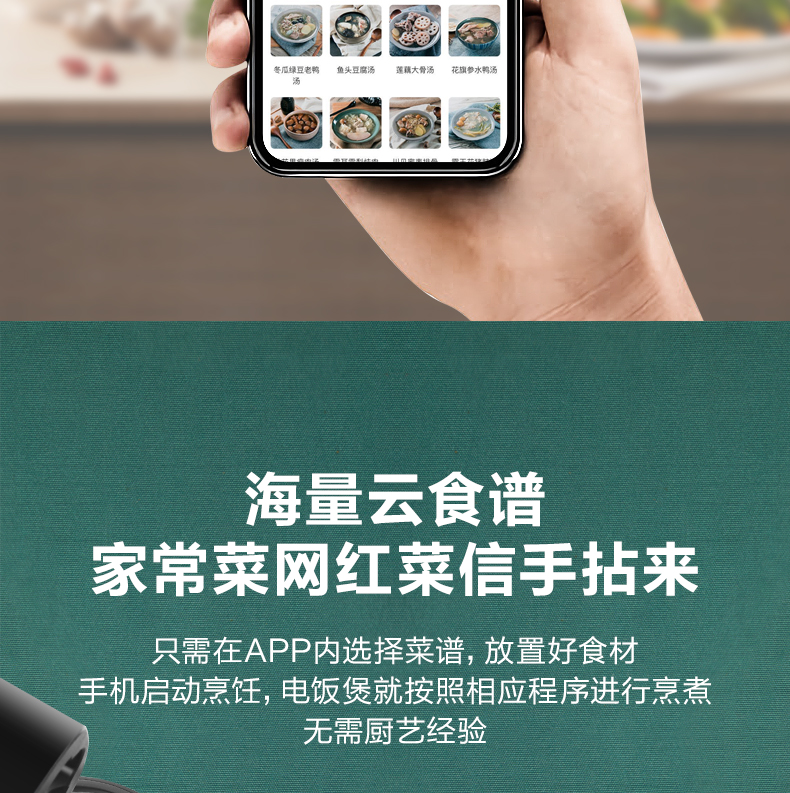 冬瓜绿豆老鸭
汤
鱼头豆腐汤
莲藕大骨汤
花旗参水鸭汤
海量云食谱
家常菜网红菜信手拈来
只需在APP内选择菜谱,放置好食材
手机启动烹饪,电饭煲就按照相应程序进行烹煮
无需厨艺经验